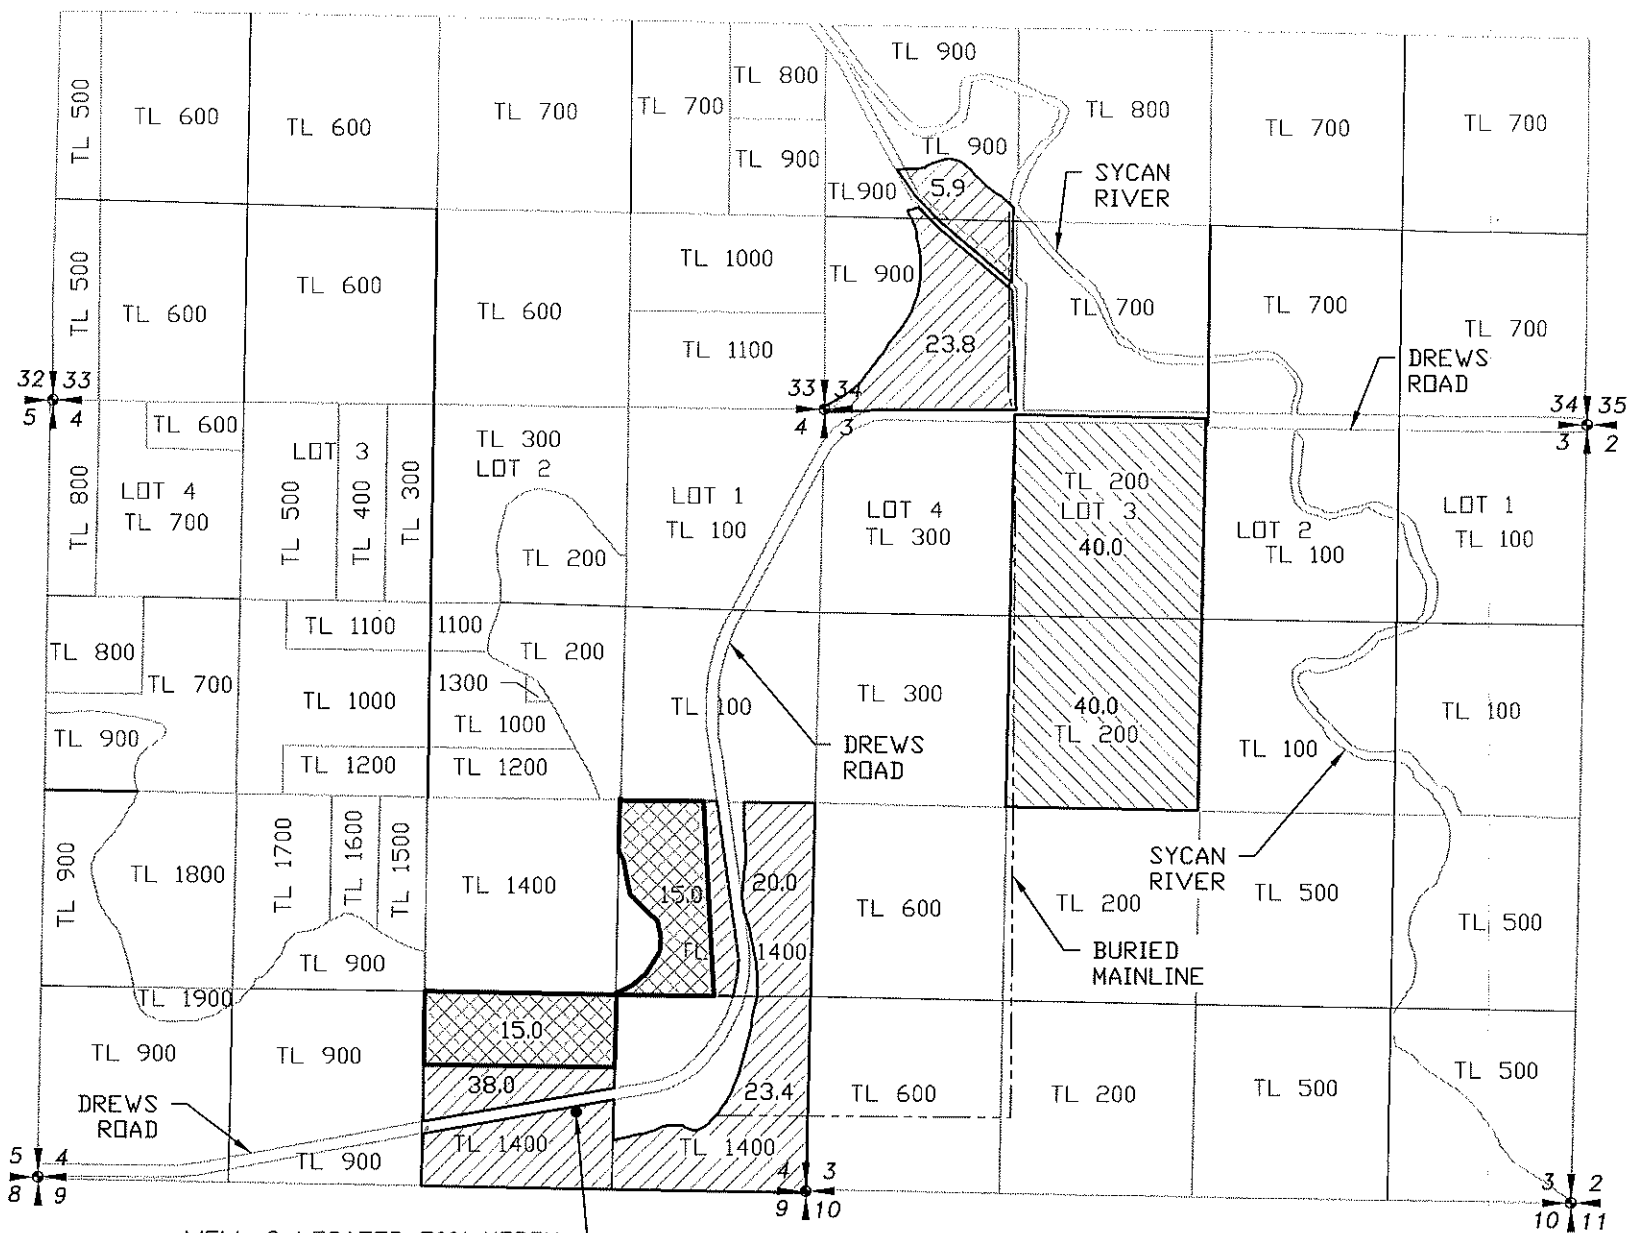 TL 500
TL 600
TL 600
TL 700
TL 700
TL 800
TL 900
TL 900
TL 900
TL900
5.9
TL 800
SYCAN
RIVER
TL 700
TL 700
TL 500
TL 600
TL 600
TL 600
TL 1000
TL 1100
TL 900
23.8
TL 700
TL 700
TL 700
DREWS
ROAD
32 33
5 4
33 34
4 3
34 35
3 2
TL 800
TL 600
LOT 4
TL 700
LOT 3
TL 500
TL 400
TL 300
TL 300
LOT 2
TL 200
LOT 1
TL 100
LOT 4
TL 300
TL 200
LOT 3
40.0
LOT 2
TL 100
LOT 1
TL 100
TL 800
TL 700
TL 900
TL 1100
1100
TL 1000
1300
TL 200
TL 1000
TL 1200
TL 1200
TL 100
DREWS
ROAD
TL 300
40.0
TL 200
TL 100
TL 100
TL 900
TL 1800
TL 1700
TL 1600
TL 1500
TL 900
TL 1400
15.0
20.0
1400
TL 600
TL 200
BURIED
MAINLINE
SYCAN
RIVER
TL 500
TL 500
TL 1900
TL 900
TL 900
15.0
38.0
TL 1400
23.4
TL 1400
TL 600
TL 200
TL 500
TL 500
DREWS
ROAD
TL 900
5 4
8 9
4 3
9 10
3 2
10 11